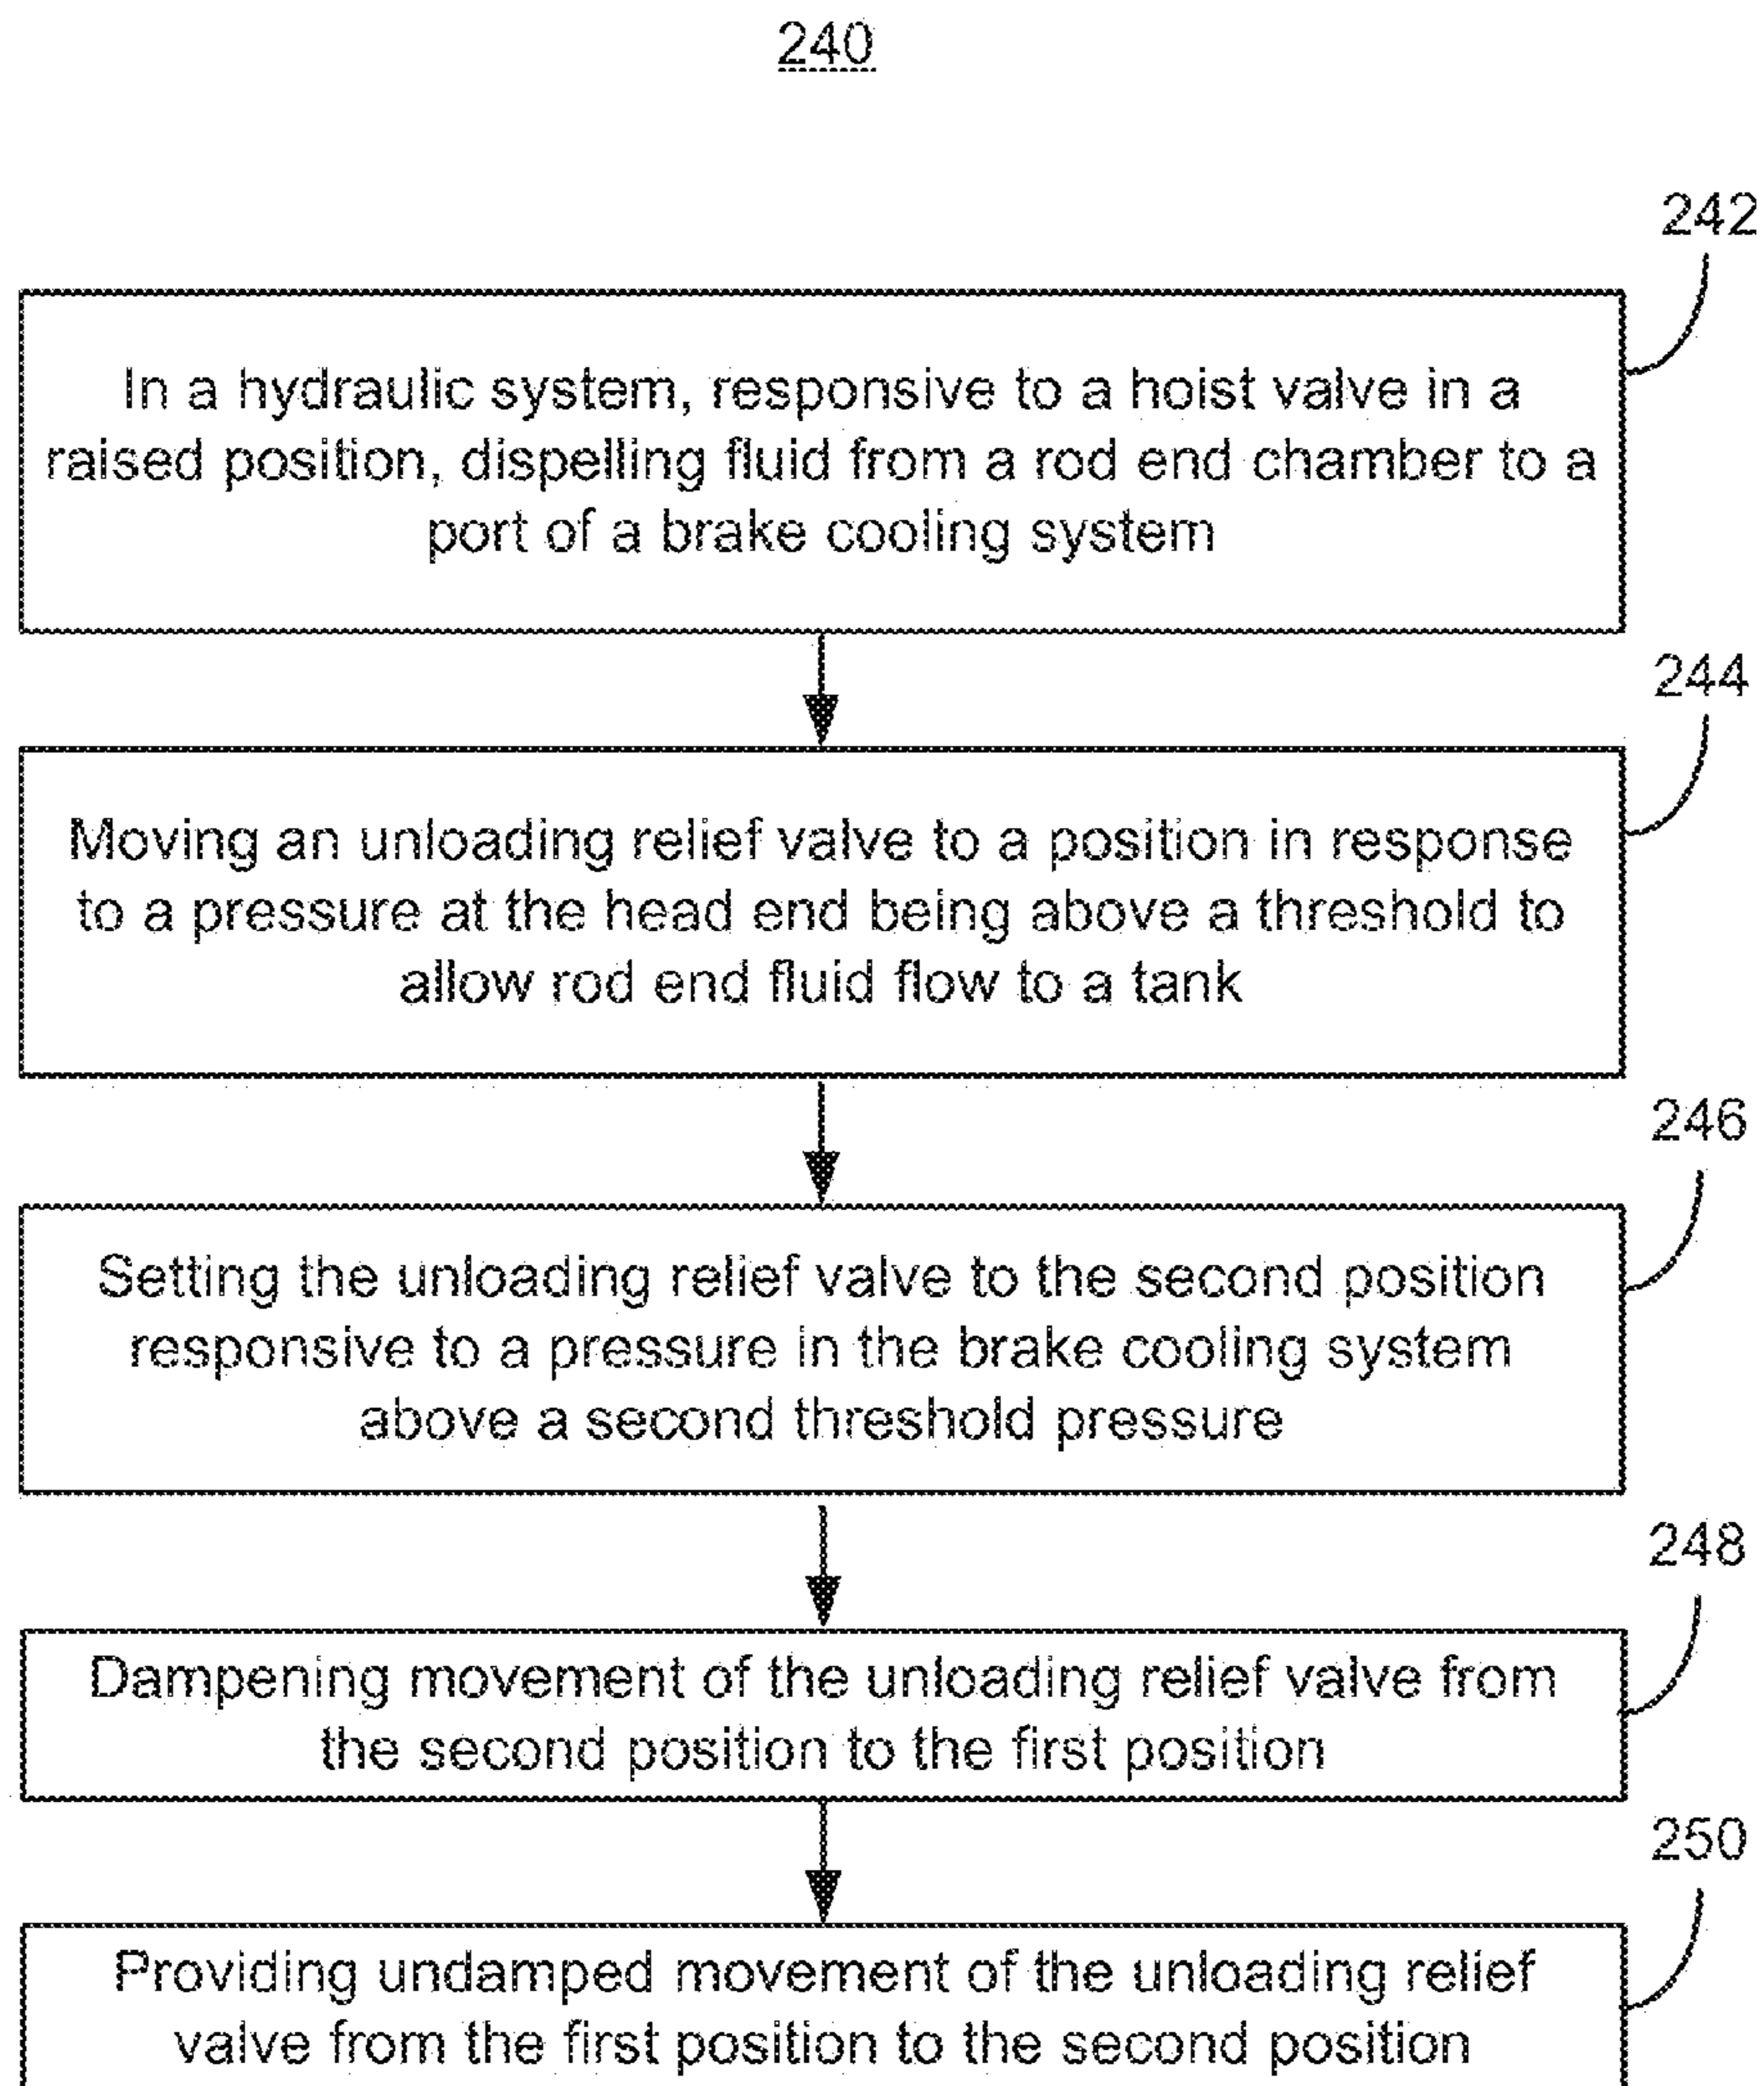 240
242
In a hydraulic system, responsive to a hoist valve in a
raised position, dispelling fluid from a rod end chamber to a
port of a brake cooling system
244
Moving an unloading relief valve to a position in response
to a pressure at the head end being above a threshold to
allow rod end fluid flow to a tank
246
Setting the unloading relief valve to the second position
responsive to a pressure in the brake cooling system
above a second threshold pressure
248
Dampening movement of the unloading relief valve from
the second position to the first position
250
Providing undamped movement of the unloading relief
valve from the first position to the second position